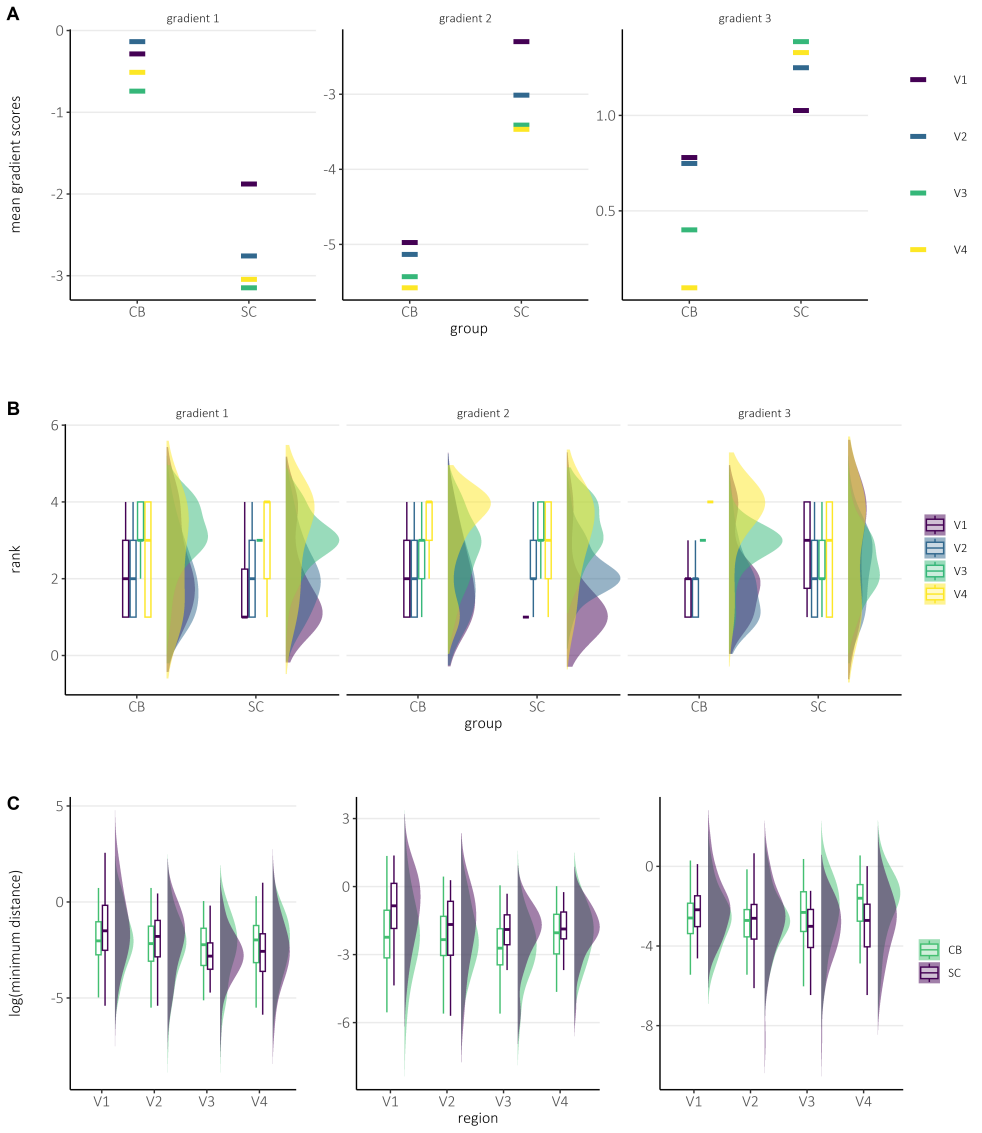 A
gradient 1
gradient 2
gradient 3
mean gradient scores
0
-1
-2
-3
-3
-4
-5
1.0
0.5
CB
SC
CB
SC
CB
SC
group
V1
V2
V3
V4
B
gradient 1
gradient 2
gradient 3
rank
6
4
2
0
CB
SC
CB
SC
CB
SC
group
V1
V2
V3
V4
C
log(minimum distance)
5
0
-5
3
0
-3
-6
0
-4
-8
V1
V2
V3
V4
V1
V2
V3
V4
V1
V2
V3
V4
region
CB
SC